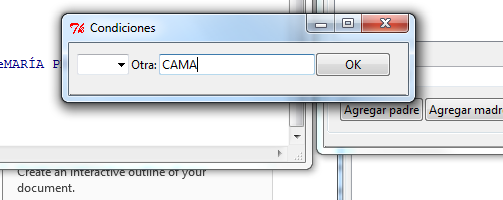 Condiciones
eMARÍA P
Otra: CAMA OK
Agregar padre Agregar madr
Create an interactive outline of your
document.